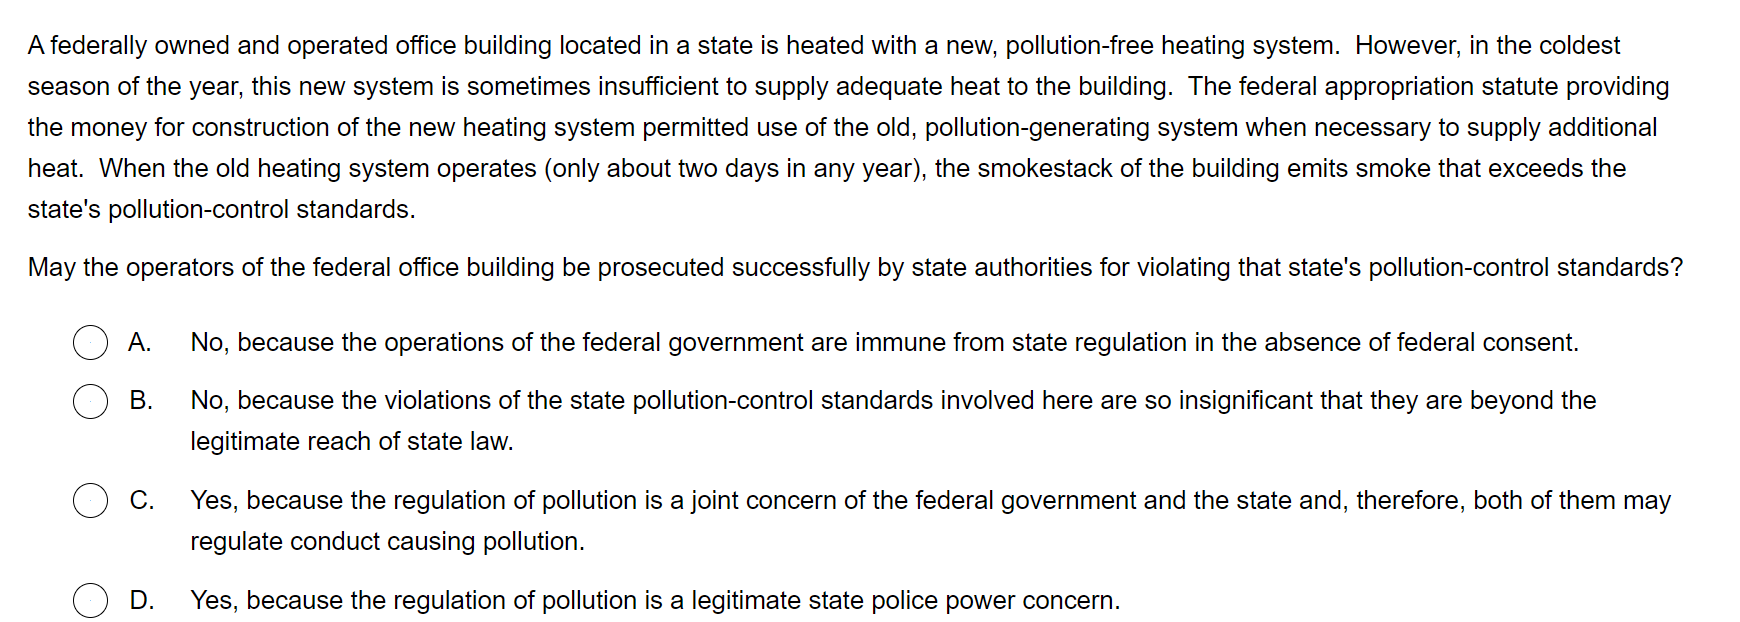 A federally owned and operated office building located in a state is heated with a new, pollution-free heating system.  However, in the coldest
season of the year, this new system is sometimes insufficient to supply adequate heat to the building.  The federal appropriation statute providing
the money for construction of the new heating system permitted use of the old, pollution-generating system when necessary to supply additional
heat.  When the old heating system operates (only about two days in any year), the smokestack of the building emits smoke that exceeds the
state's pollution-control standards.
May the operators of the federal office building be prosecuted successfully by state authorities for violating that state's pollution-control standards?
A. No, because the operations of the federal government are immune from state regulation in the absence of federal consent.
B. No, because the violations of the state pollution-control standards involved here are so insignificant that they are beyond the
legitimate reach of state law.
C. Yes, because the regulation of pollution is a joint concern of the federal government and the state and, therefore, both of them may
regulate conduct causing pollution.
D. Yes, because the regulation of pollution is a legitimate state police power concern.